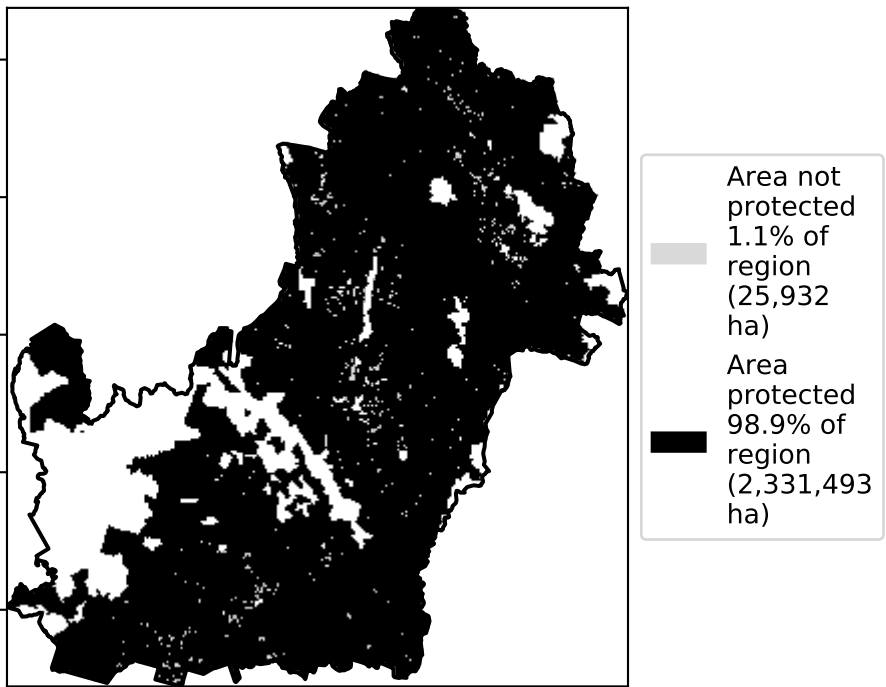 Area not
protected
1.1% of
region
(25,932
ha)
Area
protected
98.9% of
region
(2,331,493
ha)